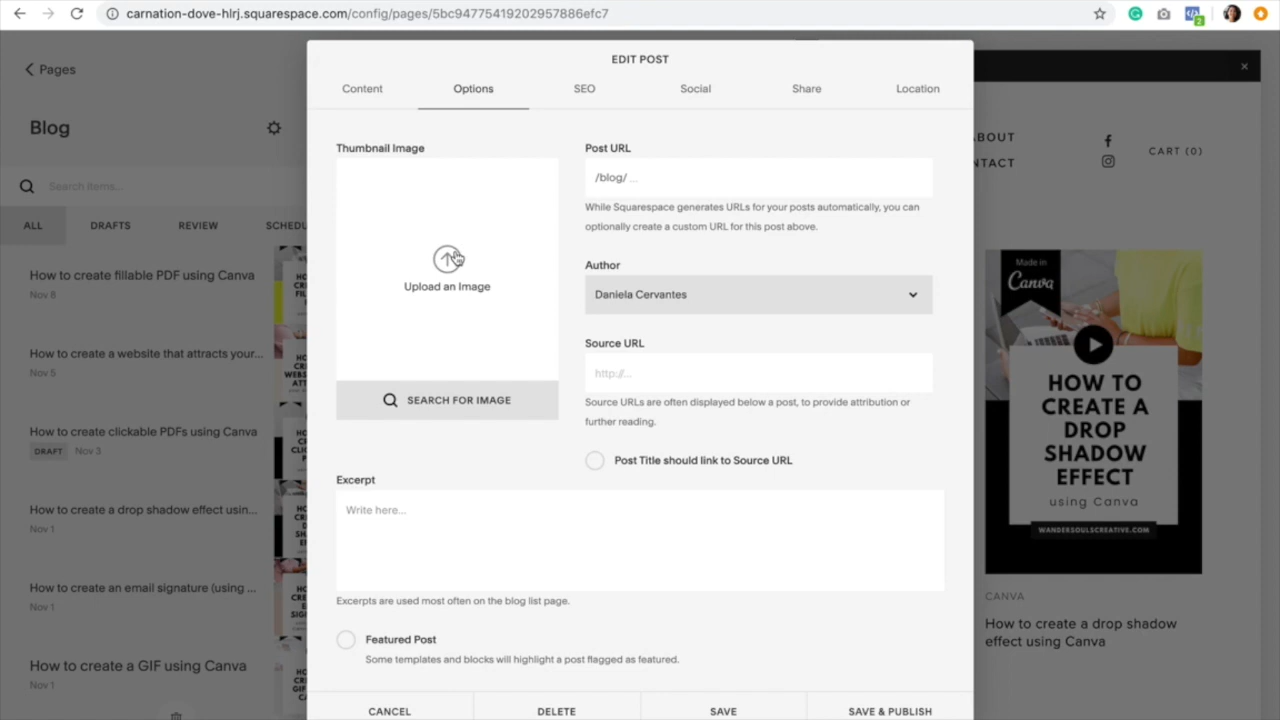 carnation-dove-hlrj.squarespace.com/config/pages/5bc94775419202957886efc7
2
Pages
Blog
Search items...
ALL
DRAFTS
REVIEW
SCHEDU
How to create fillable PDF using Canva
Nov 8
How to create a website that attracts your...
Nov 5
How to create clickable PDFs using Canva
DRAFT Nov 3
How to create a drop shadow effect usin...
Nov 1
How to create an email signature (using ...
Nov 1
How to create a GIF using Canva
Nov 1
EDIT POST
Content
Options
SEO
Social
Share
Location
Thumbnail Image
Upload an Image
SEARCH FOR IMAGE
Post URL
/blog/ ...
While Squarespace generates URLs for your posts automatically, you can
optionally create a custom URL for this post above.
Author
Daniela Cervantes
Source URL
http://...
Source URLs are often displayed below a post, to provide attribution or
further reading.
Post Title should link to Source URL
Excerpt
Write here...
Excerpts are used most often on the blog list page.
Featured Post
Some templates and blocks will highlight a post flagged as featured.
CANCEL
DELETE
SAVE
SAVE & PUBLISH
ABOUT
NTACT
CART (0)
Made in
Canva
HOW TO
CREATE A
DROP
SHADOW
EFFECT
using Canva
WANDERSOULSCREATIVE.COM
CANVA
How to create a drop shadow
effect using Canva